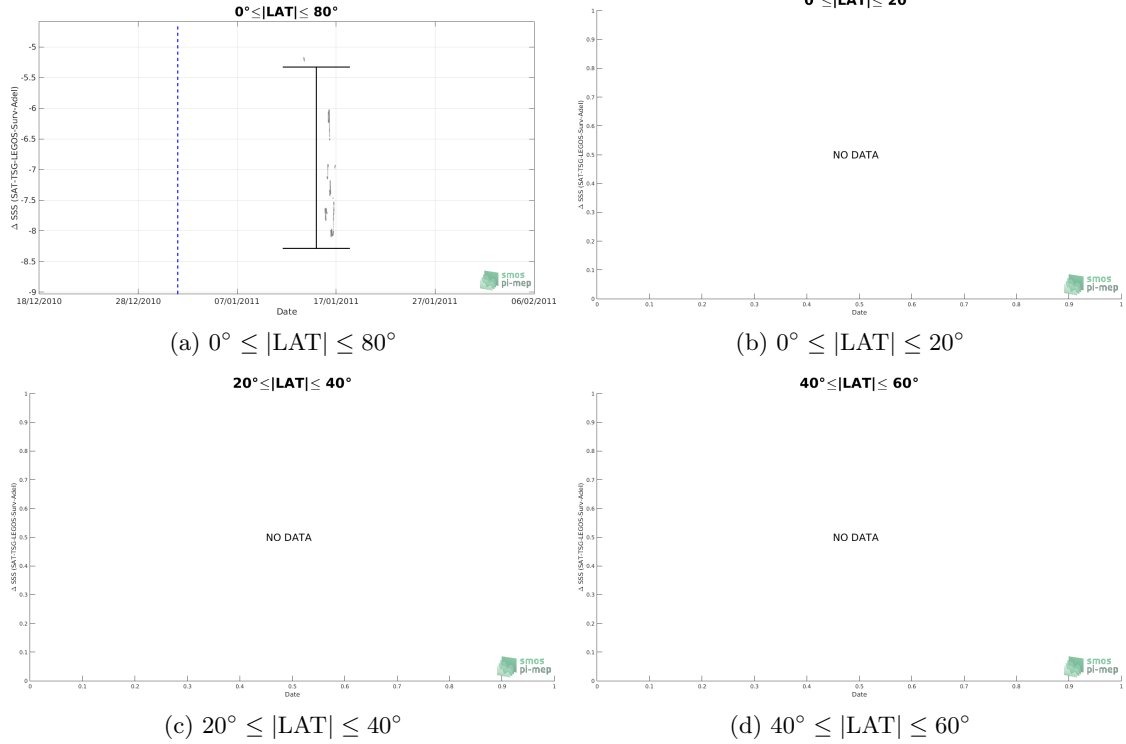 0°≤|LAT|≤ 80°
Δ SSS (SAT-TSG-LEGOS-Surv-Adel)
-5
-5.5
-6
-6.5
-7
-7.5
-8
-8.5
-9
18/12/2010 28/12/2010 07/01/2011 17/01/2011 27/01/2011 06/02/2011
Date
smos
pi-mep
(a) 0° ≤ |LAT| ≤ 80°
0°≤|LAT|≤ 20°
Δ SSS (SAT-TSG-LEGOS-Surv-Adel)
1
0.9
0.8
0.7
0.6
0.5
0.4
0.3
0.2
0.1
0
NO DATA
0 0.1 0.2 0.3 0.4 0.5 0.6 0.7 0.8 0.9 1
Date
smos
pi-mep
(b) 0° ≤ |LAT| ≤ 20°
20°≤|LAT|≤ 40°
Δ SSS (SAT-TSG-LEGOS-Surv-Adel)
1
0.9
0.8
0.7
0.6
0.5
0.4
0.3
0.2
0.1
0
NO DATA
0 0.1 0.2 0.3 0.4 0.5 0.6 0.7 0.8 0.9 1
Date
smos
pi-mep
(c) 20° ≤ |LAT| ≤ 40°
40°≤|LAT|≤ 60°
Δ SSS (SAT-TSG-LEGOS-Surv-Adel)
1
0.9
0.8
0.7
0.6
0.5
0.4
0.3
0.2
0.1
0
NO DATA
0 0.1 0.2 0.3 0.4 0.5 0.6 0.7 0.8 0.9 1
Date
smos
pi-mep
(d) 40° ≤ |LAT| ≤ 60°